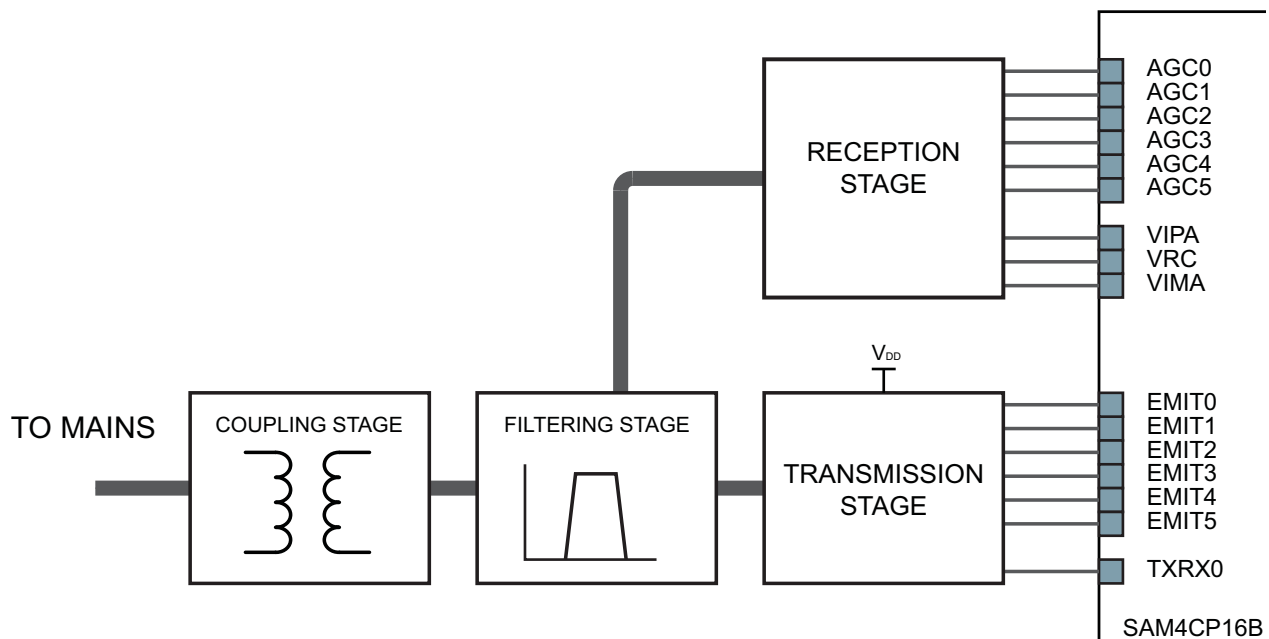 AGC0
AGC1
AGC2
AGC3
AGC4
AGC5
RECEPTION
STAGE
VIPA
VRC
VIMA
VDD
TO MAINS
COUPLING STAGE
FILTERING STAGE
TRANSMISSION
STAGE
EMIT0
EMIT1
EMIT2
EMIT3
EMIT4
EMIT5
TXRX0
SAM4CP16B